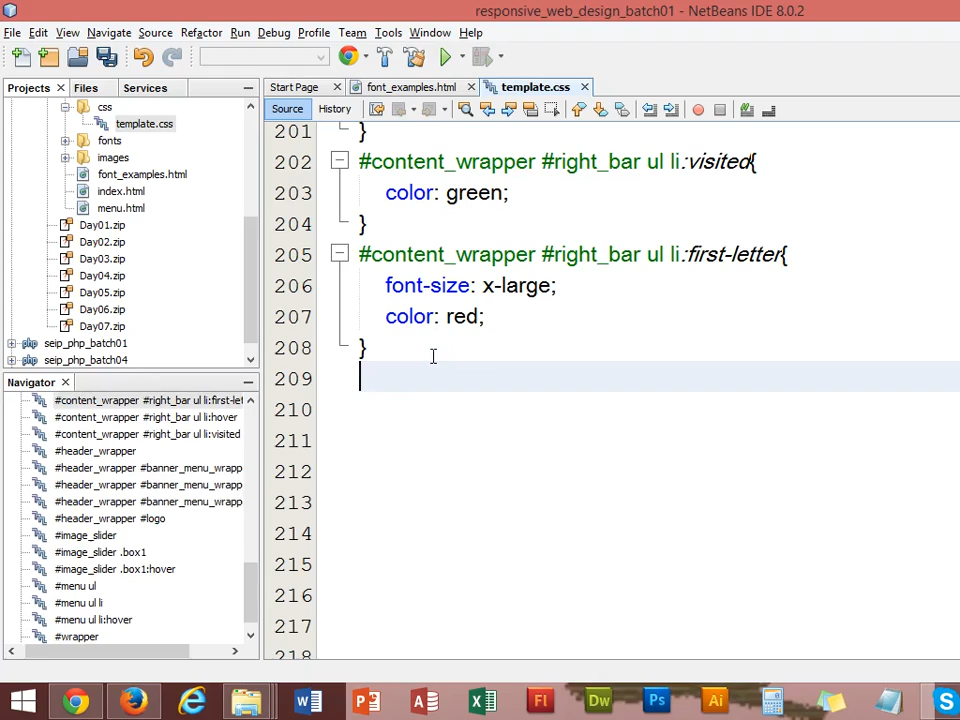 responsive_web_design_batch01 - NetBeans IDE 8.0.2
File Edit View Navigate Source Refactor Run Debug Profile Team Tools Window Help
Projects Files Services
Start Page font_examples.html template.css
Source History
css
template.css
fonts
images
font_examples.html
index.html
menu.html
Day01.zip
Day02.zip
Day03.zip
Day04.zip
Day05.zip
Day06.zip
Day07.zip
seip_php_batch01
seip_php_batch04
201 }
202 #content_wrapper #right_bar ul li:visited{
203 color: green;
204 }
205 #content_wrapper #right_bar ul li:first-letter{
206 font-size: x-large;
207 color: red;
208 }
209
210
211
212
213
214
215
216
217
218
Navigator
#content_wrapper #right_bar ul li:first-let
#content_wrapper #right_bar ul li:hover
#content_wrapper #right_bar ul li:visited
#header_wrapper
#header_wrapper #banner_menu_wrapp
#header_wrapper #banner_menu_wrapp
#header_wrapper #banner_menu_wrapp
#header_wrapper #logo
#image_slider
#image_slider .box1
#image_slider .box1:hover
#menu ul
#menu ul li
#menu ul li:hover
#wrapper